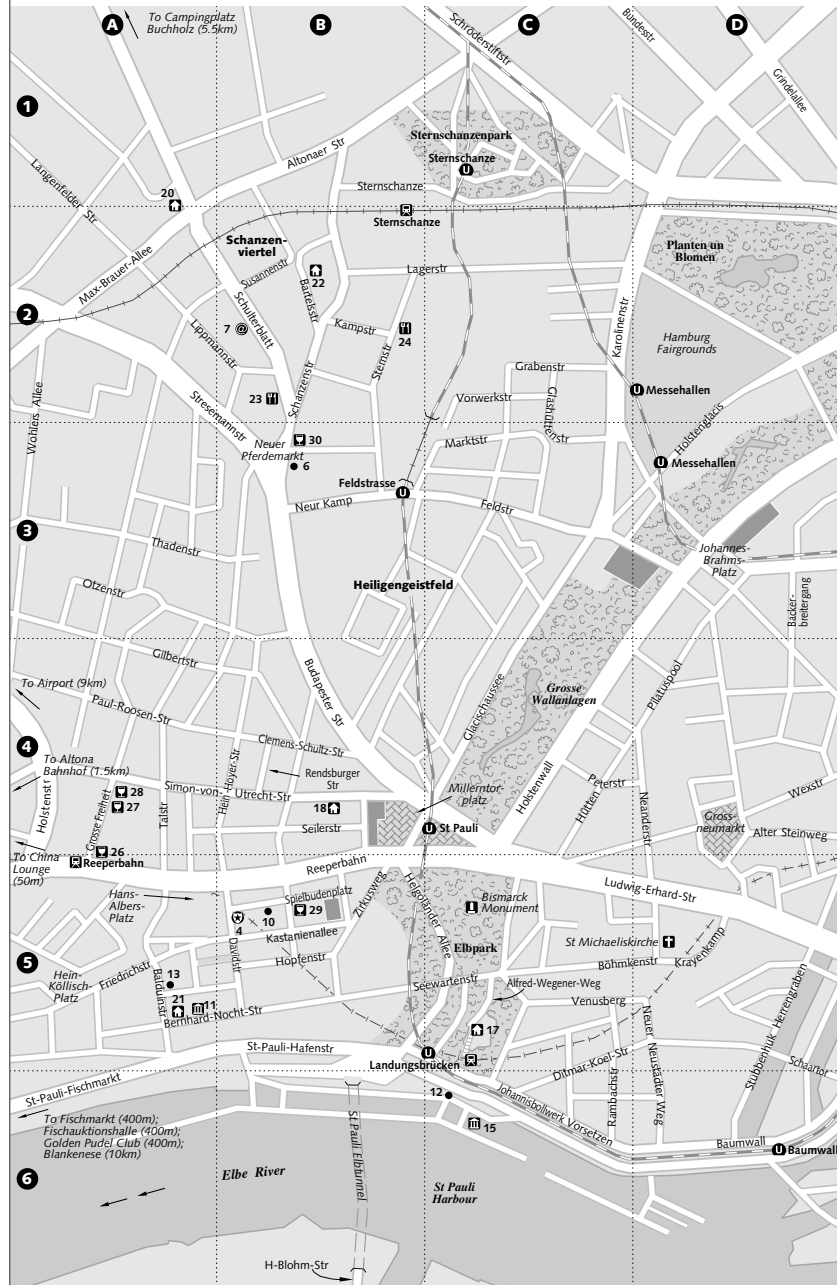 A
B
C
D
To Campingplatz
Buchholz (5.5km)
Schröderstiftstr
Bundesstr
Grindelallee
1
Sternschanzenpark
Sternschanze
U
Altonaer Str
Langenfelder Str
20
Sternschanze
Sternschanze
Schanzen-
viertel
Planten un
Blomen
Max-Brauer-Allee
Susannenstr
22
Bartelsstr
Lagerstr
2
Schulterblatt
7 @
Lippmannstr
Kampstr
24
Sternstr
Karolinenstr
Hamburg
Fairgrounds
Grabenstr
Wohlers Allee
Stresemannstr
23
Schanzenstr
Vorwerkstr
Glashüttenstr
U Messehallen
Holstenglacis
Neuer
Pferdemarkt
30
6
Marktstr
U Messehallen
Feldstrasse U
Neur Kamp
Feldstr
3
Thadenstr
Johannes-
Brahms-
Platz
Otzenstr
Heiligengeistfeld
Bäcker-
breitergang
Gilbertstr
To Airport (9km)
Budapester Str
Glacischaussee
Grosse
Wallanlagen
Pilatuspool
Paul-Roosen-Str
4
To Altona
Bahnhof (1.5km)
Clemens-Schultz-Str
Hein-Hoyer-Str
Rendsburger
Str
Simon-von-Utrecht-Str
Millerntor-
platz
Holstenwall
Peterstr
Hütten
Neanderstr
Wexstr
Holstenstr
Grosse Freiheit
28
27
Talstr
18
Seilerstr
U St Pauli
Gross-
neumarkt
Alter Steinweg
26
Reeperbahn
To China
Lounge
(50m)
Reeperbahn
Ludwig-Erhard-Str
Hans-
Albers-
Platz
Spielbudenplatz
4
10
29
Zirkusweg
Helgoländer Allee
Bismarck
Monument
Kastanienallee
Davidstr
Elbpark
St Michaeliskirche
Krayenkamp
5
Hein-
Köllisch-
Platz
Friedrichstr
Balduinstr
13
Hopfenstr
Böhmkenstr
21
11
Seewartenstr
Alfred-Wegener-Weg
Bernhard-Nocht-Str
Venusberg
17
Neuer Neustädter Weg
Stubbenhuk
Herrengraben
St-Pauli-Hafenstr
U
Landungsbrücken
Ditmar-Koel-Str
Rambachstr
Schaartor
St-Pauli-Fischmarkt
12
Johannisbollwerk
Vorsetzen
To Fischmarkt (400m);
Fischauktionshalle (400m);
Golden Pudel Club (400m);
Blankenese (10km)
15
Baumwall
U Baumwall
St Pauli Elbtunnel
6
Elbe River
St Pauli
Harbour
H-Blohm-Str